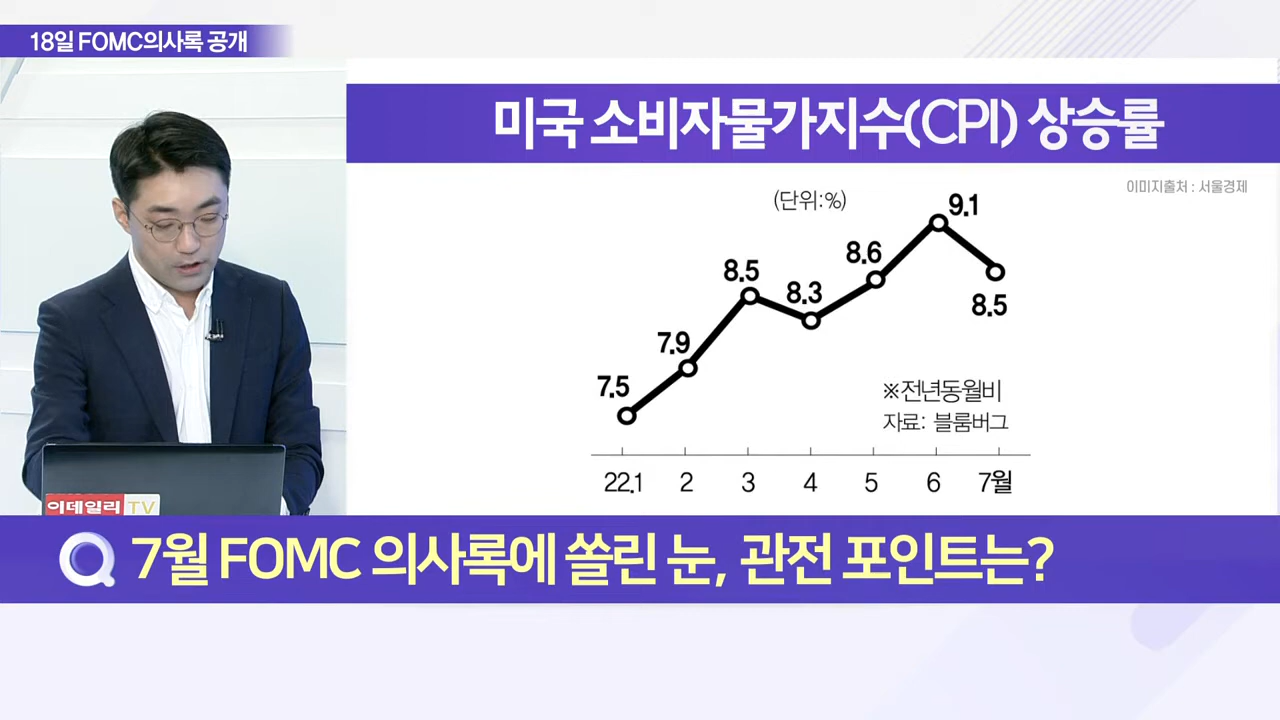 18일 FOMC의사록 공개
미국 소비자물가지수(CPI) 상승률
이미지출처 : 서울경제
(단위:%)
7.5
7.9
8.5
8.3
8.6
9.1
8.5
※전년동월비
자료: 블룸버그
22.1 2 3 4 5 6 7월
이데일리 TV
Q 7월 FOMC 의사록에 쏠린 눈, 관전 포인트는?